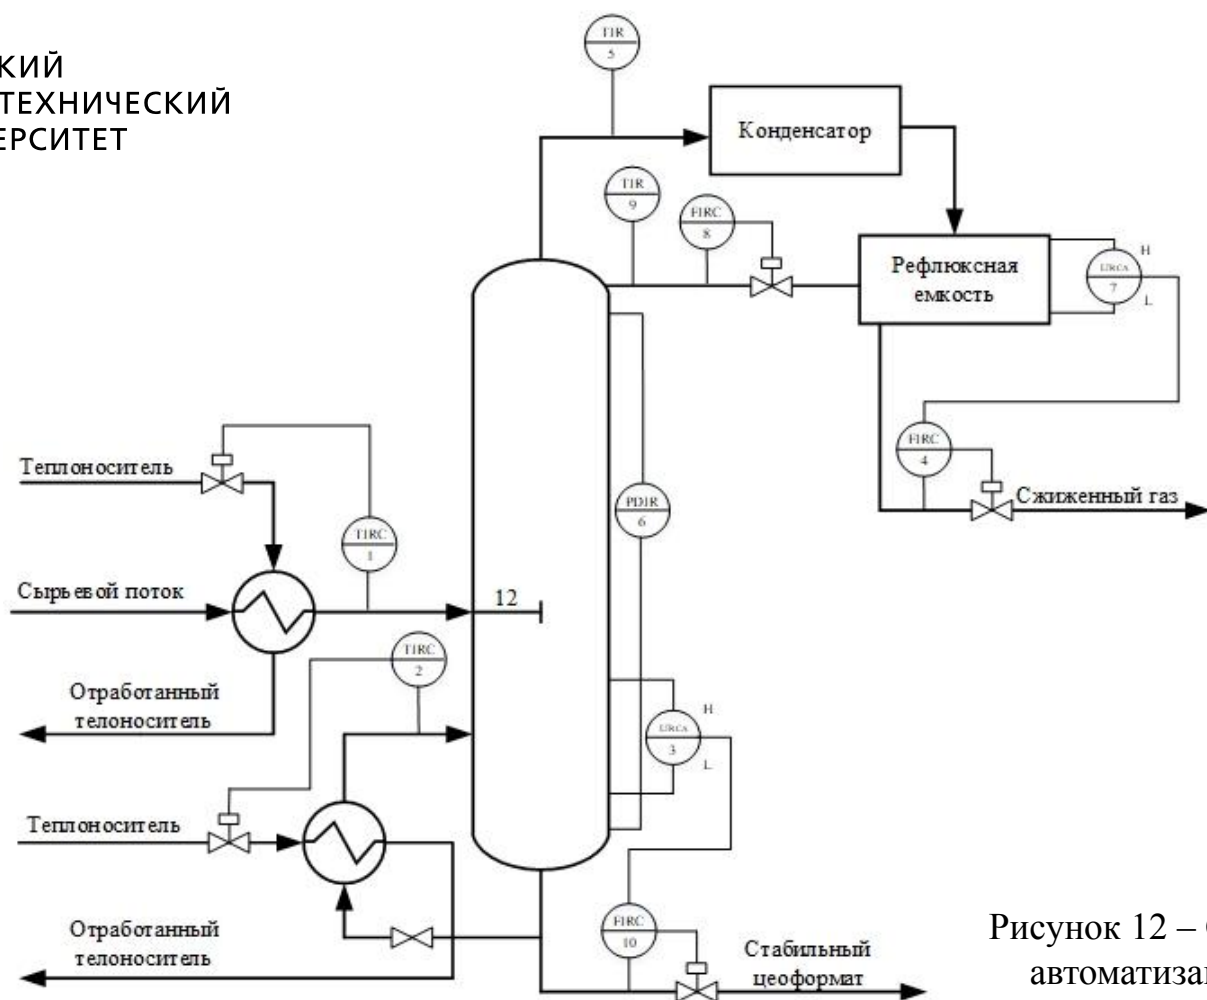 КИЙ
ТЕХНИЧЕСКИЙ
ЕРСИТЕТ
TIR
5
Конденсатор
TIR
9
FIRC
8
Рефлюксная
емкость
LIRCA
7
H
L
FIRC
4
Сжиженный газ
Теплоноситель
TIRC
1
PDIR
6
Сырьевой поток
12
TIRC
2
Отработанный
телоноситель
LIRCA
3
H
L
Теплоноситель
Отработанный
телоноситель
FIRC
10
Стабильный
цеоформат
Рисунок 12 –
автоматиза